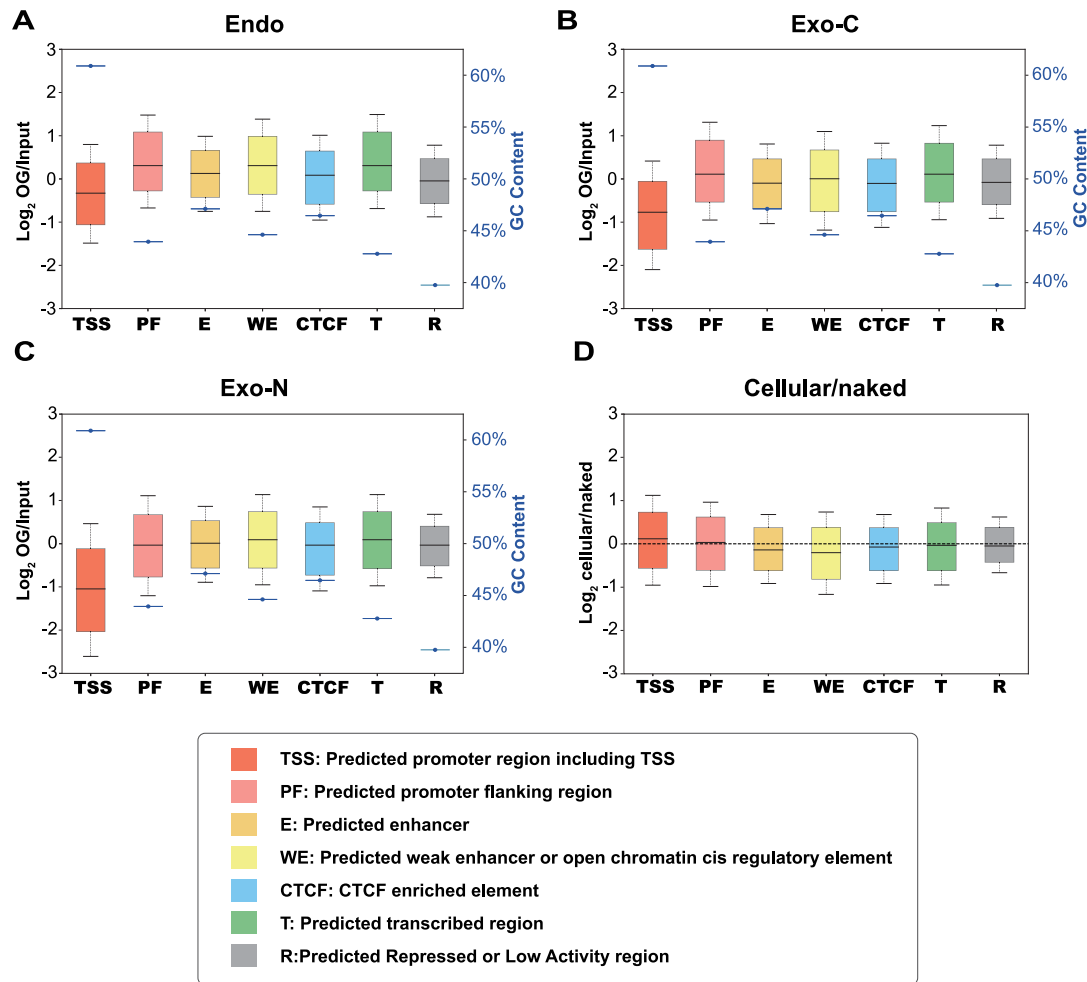 A
Endo
3
2
1
0
-1
-2
-3
Log2 OG/Input
60%
55%
50%
45%
40%
GC Content
TSS PF E WE CTCF T R
B
Exo-C
3
2
1
0
-1
-2
-3
Log2 OG/Input
60%
55%
50%
45%
40%
GC Content
TSS PF E WE CTCF T R
C
Exo-N
3
2
1
0
-1
-2
-3
Log2 OG/Input
60%
55%
50%
45%
40%
GC Content
TSS PF E WE CTCF T R
D
Cellular/naked
3
2
1
0
-1
-2
-3
Log2 cellular/naked
TSS PF E WE CTCF T R
TSS: Predicted promoter region including TSS
PF: Predicted promoter flanking region
E: Predicted enhancer
WE: Predicted weak enhancer or open chromatin cis regulatory element
CTCF: CTCF enriched element
T: Predicted transcribed region
R:Predicted Repressed or Low Activity region